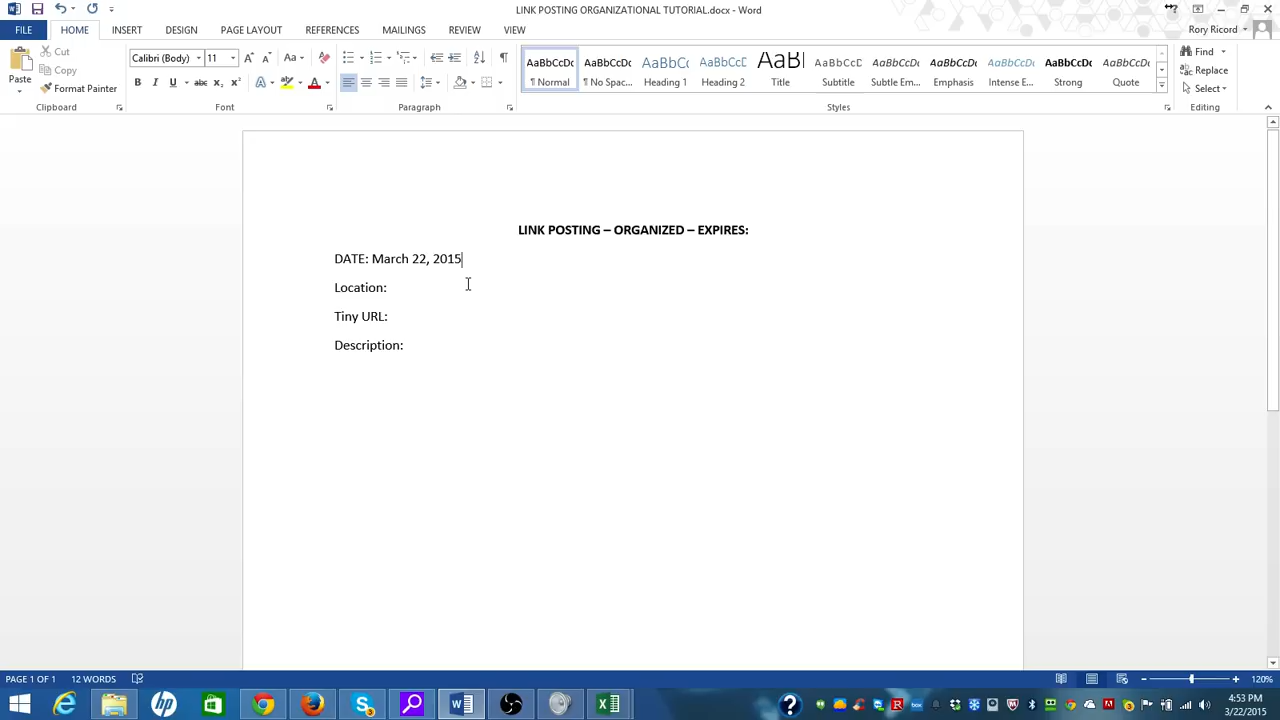 LINK POSTING ORGANIZATIONAL TUTORIAL.docx - Word
FILE HOME INSERT DESIGN PAGE LAYOUT REFERENCES MAILINGS REVIEW VIEW Rory Ricord
Paste
Cut
Copy
Format Painter
Clipboard
Calibri (Body) 11
Font
Paragraph
AaBbCcDc AaBbCcDc AaBbCc AaBbCcC AaBl AaBbCcD AaBbCcDc AaBbCcDc AaBbCcDc AaBbCcDc AaBbCcDc
¶ Normal ¶ No Spac... Heading 1 Heading 2 Title Subtitle Subtle Em... Emphasis Intense E... Strong Quote
Styles
Find
Replace
Select
Editing
LINK POSTING – ORGANIZED – EXPIRES:
DATE: March 22, 2015
Location:
Tiny URL:
Description:
PAGE 1 OF 1 12 WORDS 120%
4:53 PM
3/22/2015